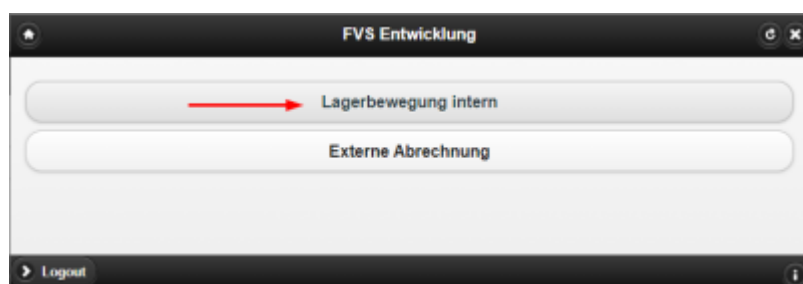 FVS Entwicklung
Lagerbewegung intern
Externe Abrechnung
Logout